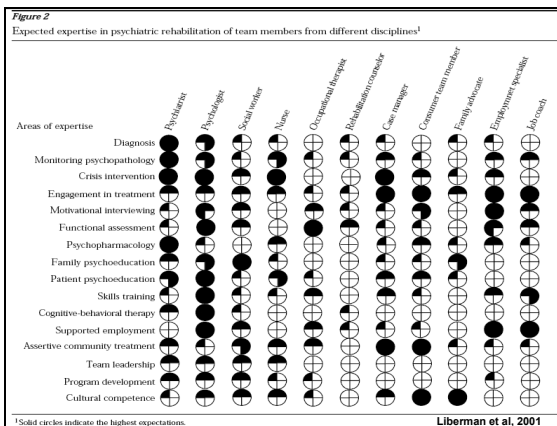 Figure 2
Expected expertise in psychiatric rehabilitation of team members from different disciplines¹
Areas of expertise
Psychiatrist
Psychologist
Social worker
Nurse
Occupational therapist
Rehabilitation counselor
Case manager
Consumer team member
Family advocate
Employmnet specialist
Job coach
Diagnosis
Monitoring psychopathology
Crisis intervention
Engagement in treatment
Motivational interviewing
Functional assessment
Psychopharmacology
Family psychoeducation
Patient psychoeducation
Skills training
Cognitive-behavioral therapy
Supported employment
Assertive community treatment
Team leadership
Program development
Cultural competence
¹ Solid circles indicate the highest expectations.
Liberman et al, 2001